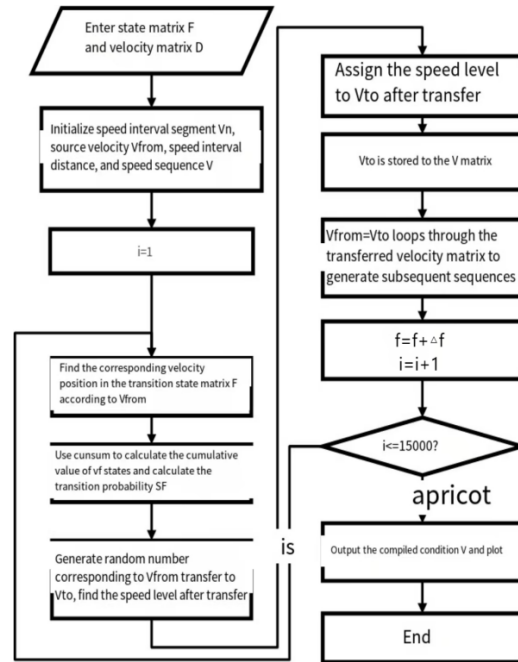 Enter state matrix F
and velocity matrix D
Initialize speed interval segment Vn,
source velocity Vfrom, speed interval
distance, and speed sequence V
i=1
Find the corresponding velocity
position in the transition state matrix F
according to Vfrom
Use cunsum to calculate the cumulative
value of vf states and calculate the
transition probability SF
Generate random number
corresponding to Vfrom transfer to
Vto, find the speed level after transfer
Assign the speed level
to Vto after transfer
Vto is stored to the V matrix
Vfrom=Vto loops through the
transferred velocity matrix to
generate subsequent sequences
f=f+△f
i=i+1
i<=15000?
is
apricot
Output the compiled condition V and plot
End